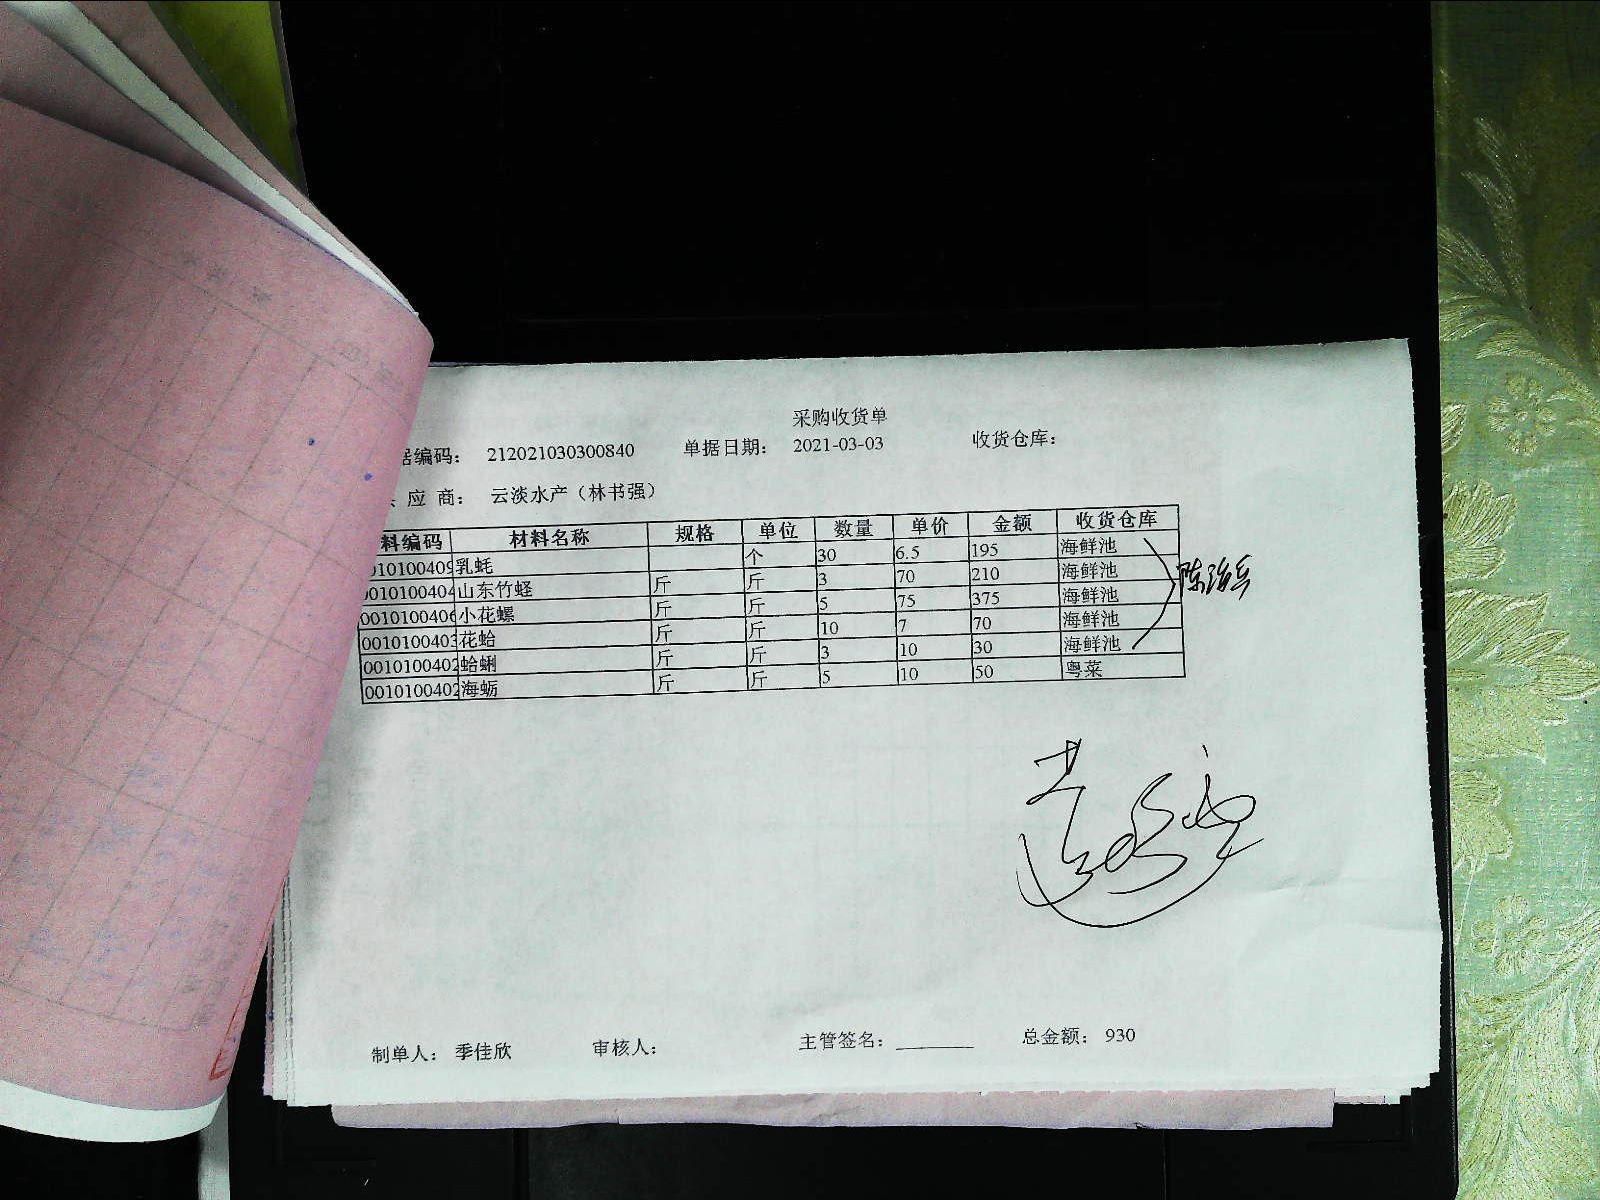 采购收货单
据编码: 212021030300840 单据日期: 2021-03-03 收货仓库:
应 商: 云淡水产(林书强)
料编码 材料名称 规格 单位 数量 单价 金额 收货仓库
010100409 乳蚝 个 30 6.5 195 海鲜池
0010100404 山东竹蛏 斤 斤 3 70 210 海鲜池
0010100406 小花螺 斤 斤 5 75 375 海鲜池
0010100403 花蛤 斤 斤 10 7 70 海鲜池
0010100402 蛤蜊 斤 斤 3 10 30 海鲜池
0010100402 海蛎 斤 斤 5 10 50 粤菜
制单人: 季佳欣 审核人: 主管签名: 总金额: 930